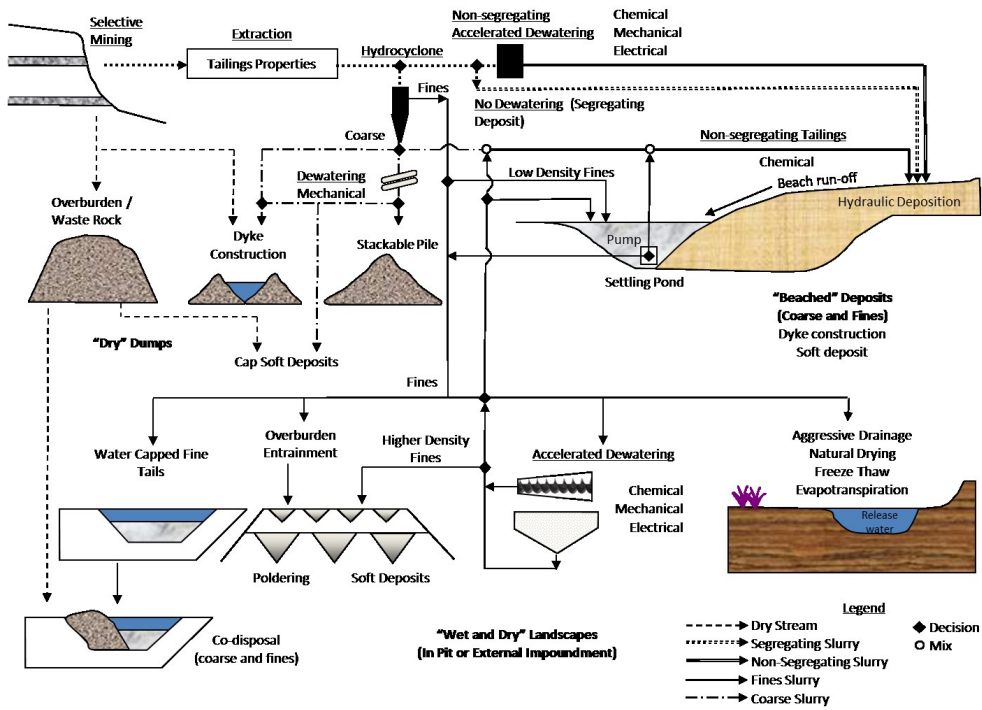 Selective
Mining
Extraction
Tailings Properties
Hydrocyclone
Non-segregating
Accelerated Dewatering
Chemical
Mechanical
Electrical
Fines
No Dewatering (Segregating
Deposit)
Coarse
Non-segregating Tailings
Dewatering
Mechanical
Low Density Fines
Chemical
Beach run-off
Hydraulic Deposition
Overburden /
Waste Rock
Dyke
Construction
Stackable Pile
Pump
Settling Pond
"Beached" Deposits
(Coarse and Fines)
Dyke construction
Soft deposit
"Dry" Dumps
Cap Soft Deposits
Fines
Water Capped Fine
Tails
Overburden
Entrainment
Higher Density
Fines
Accelerated Dewatering
Chemical
Mechanical
Electrical
Aggressive Drainage
Natural Drying
Freeze Thaw
Evapotranspiration
Release
water
Poldering
Soft Deposits
Co-disposal
(coarse and fines)
"Wet and Dry" Landscapes
(In Pit or External Impoundment)
Legend
Dry Stream
Segregating Slurry
Non-Segregating Slurry
Fines Slurry
Coarse Slurry
Decision
Mix